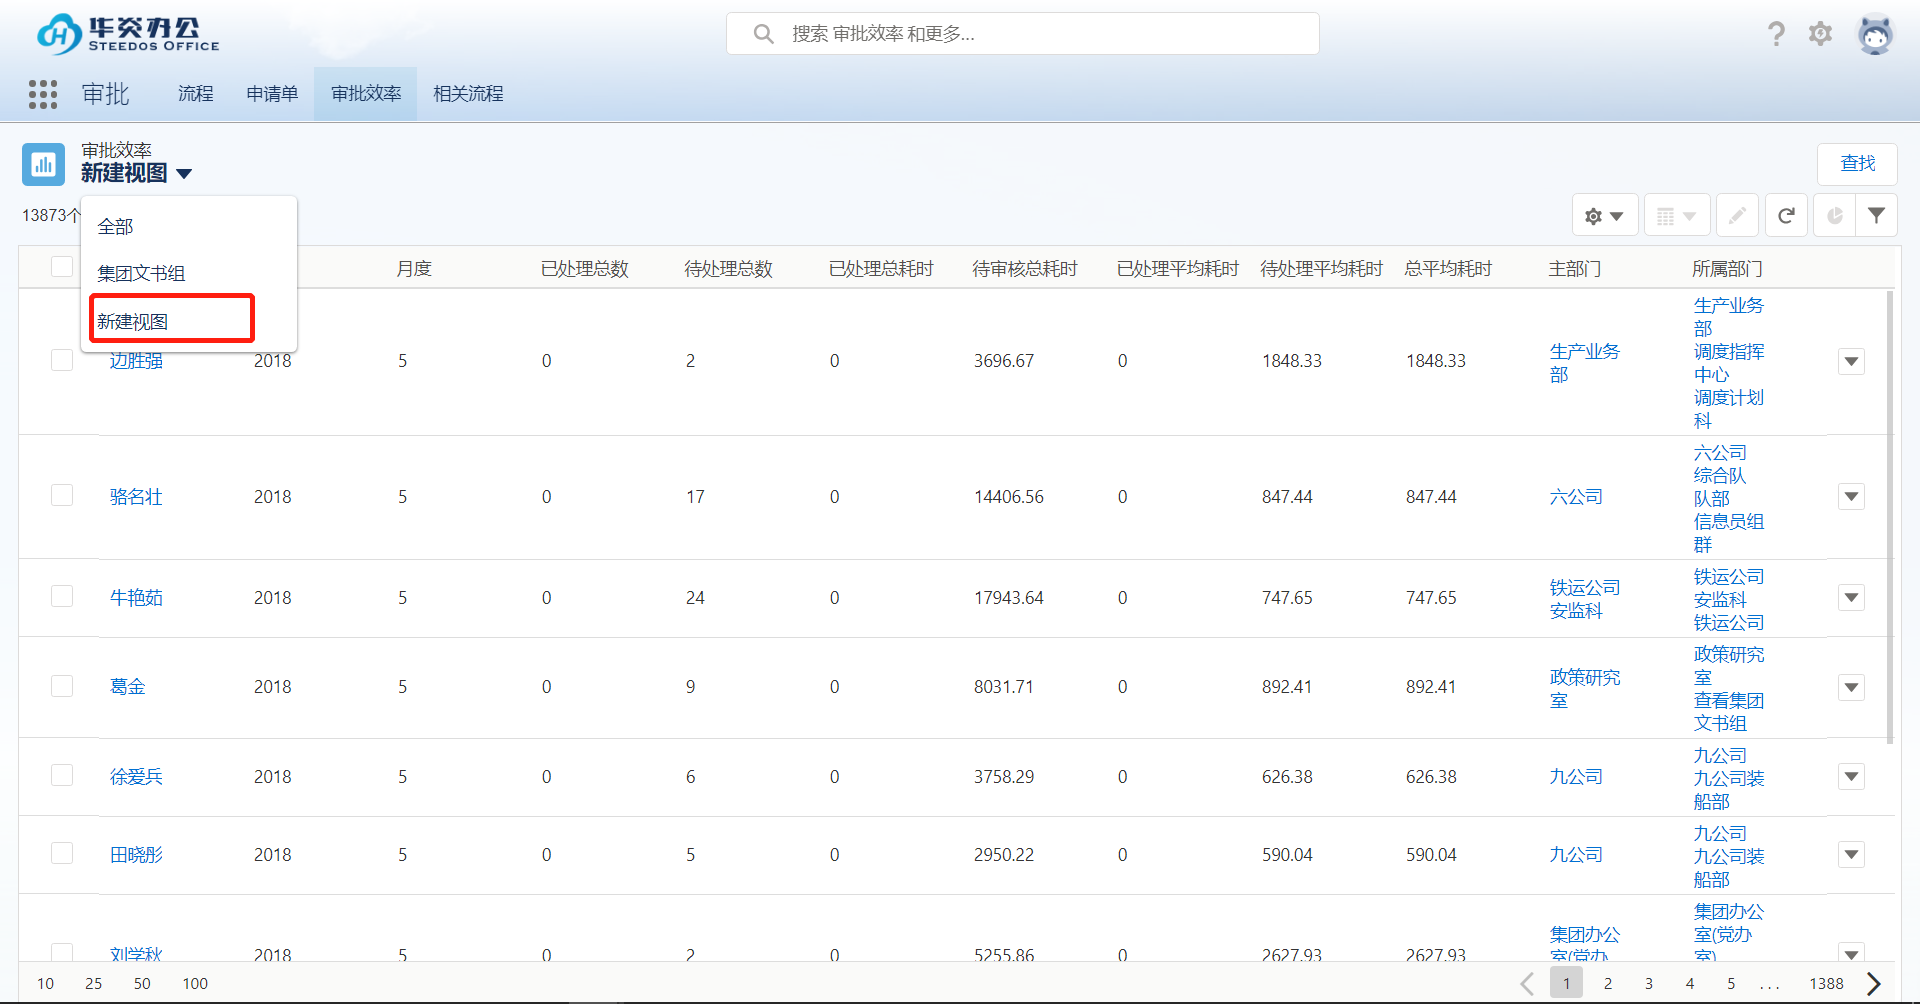 华炎办公
STEEDOS OFFICE
搜索 审批效率 和更多...
审批
流程
申请单
审批效率
相关流程
审批效率
新建视图
查找
13873个
全部
集团文书组
新建视图
月度
已处理总数
待处理总数
已处理总耗时
待审核总耗时
已处理平均耗时
待处理平均耗时
总平均耗时
主部门
所属部门
边胜强
2018
5
0
2
0
3696.67
0
1848.33
1848.33
生产业务
部
生产业务
部
调度指挥
中心
调度计划
科
骆名壮
2018
5
0
17
0
14406.56
0
847.44
847.44
六公司
六公司
综合队
队部
信息员组
群
牛艳茹
2018
5
0
24
0
17943.64
0
747.65
747.65
铁运公司
安监科
铁运公司
安监科
铁运公司
葛金
2018
5
0
9
0
8031.71
0
892.41
892.41
政策研究
室
政策研究
室
查看集团
文书组
徐爱兵
2018
5
0
6
0
3758.29
0
626.38
626.38
九公司
九公司
九公司装
船部
田晓彤
2018
5
0
5
0
2950.22
0
590.04
590.04
九公司
九公司
九公司装
船部
刘学秋
2018
5
0
2
0
5255.86
0
2627.93
2627.93
集团办公
室(党办
集团办公
室(党办
室)
10
25
50
100
1
2
3
4
5
...
1388